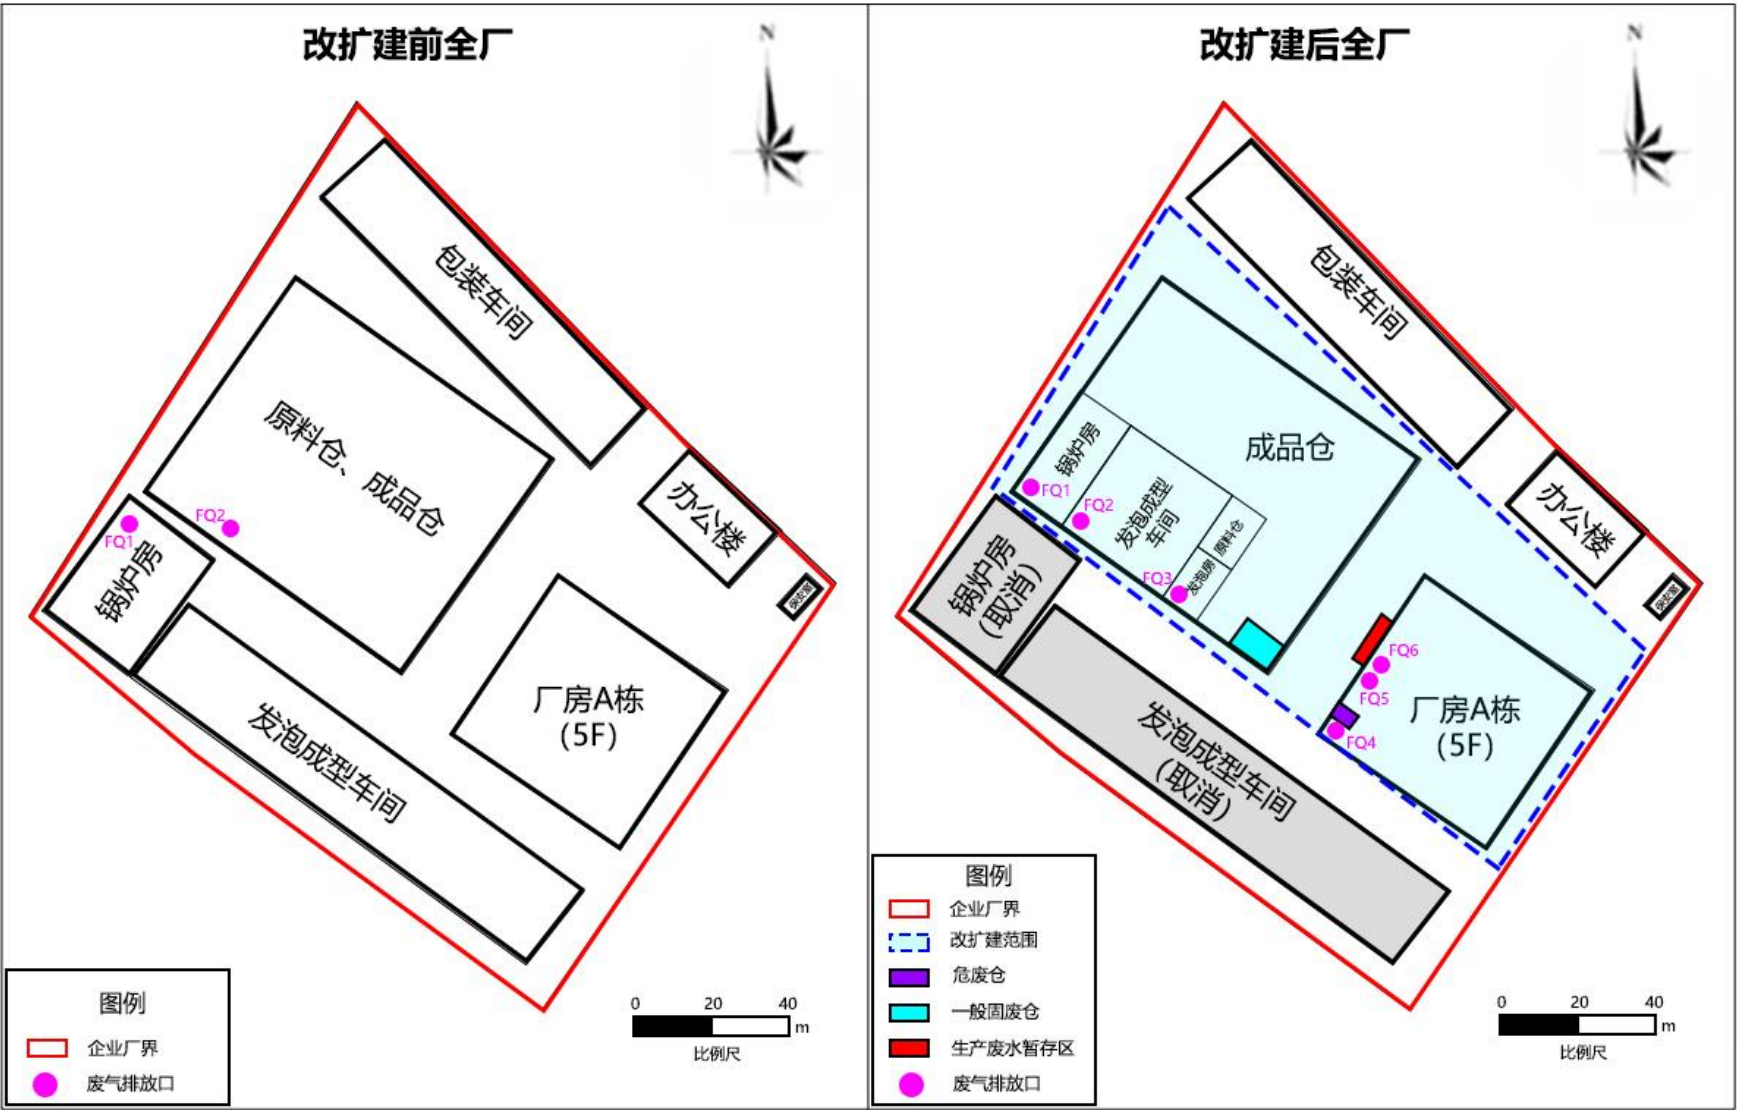 改扩建前全厂
N
包装车间
原料仓、成品仓
办公楼
保安室
FQ2
FQ1
锅炉房
厂房A栋
(5F)
发泡成型车间
图例
企业厂界
废气排放口
0 20 40
m
比例尺
改扩建后全厂
N
包装车间
成品仓
锅炉房
FQ1
FQ2
发泡成型
车间
原料仓
办公楼
保安室
FQ3
发泡房
锅炉房
(取消)
FQ6
FQ5
FQ4
厂房A栋
(5F)
发泡成型车间
(取消)
图例
企业厂界
改扩建范围
危废仓
一般固废仓
生产废水暂存区
废气排放口
0 20 40
m
比例尺